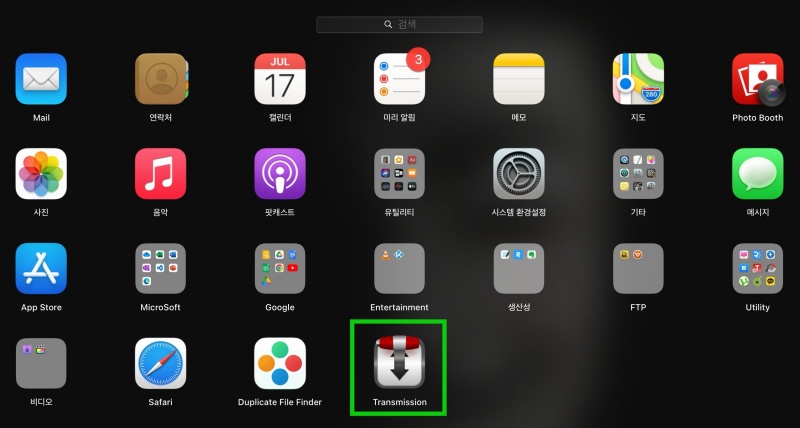 검색
3
JUL
17
280
Mail
연락처
캘린더
미리 알림
메모
지도
Photo Booth
사진
음악
팟캐스트
유틸리티
시스템 환경설정
기타
메시지
App Store
MicroSoft
Google
Entertainment
생산성
FTP
Utility
비디오
Safari
Duplicate File Finder
Transmission